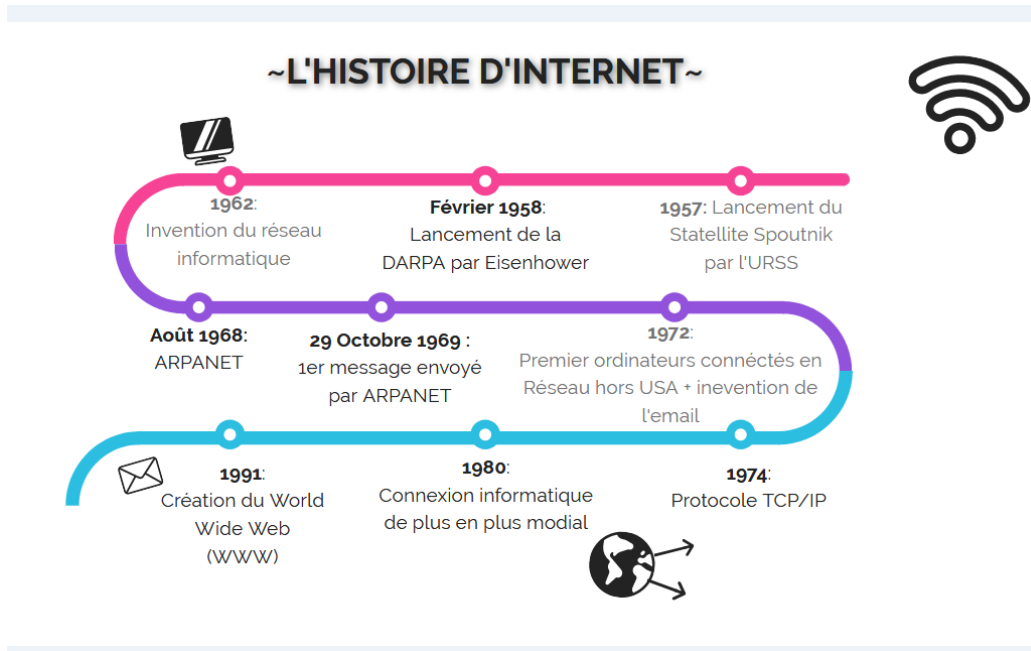 ~L'HISTOIRE D'INTERNET~
1962:
Invention du réseau
informatique
Février 1958:
Lancement de la
DARPA par Eisenhower
1957: Lancement du
Statellite Spoutnik
par l'URSS
Août 1968:
ARPANET
29 Octobre 1969 :
1er message envoyé
par ARPANET
1972:
Premier ordinateurs connéctés en
Réseau hors USA + inevention de
l'email
1991:
Création du World
Wide Web
(WWW)
1980:
Connexion informatique
de plus en plus modial
1974:
Protocole TCP/IP